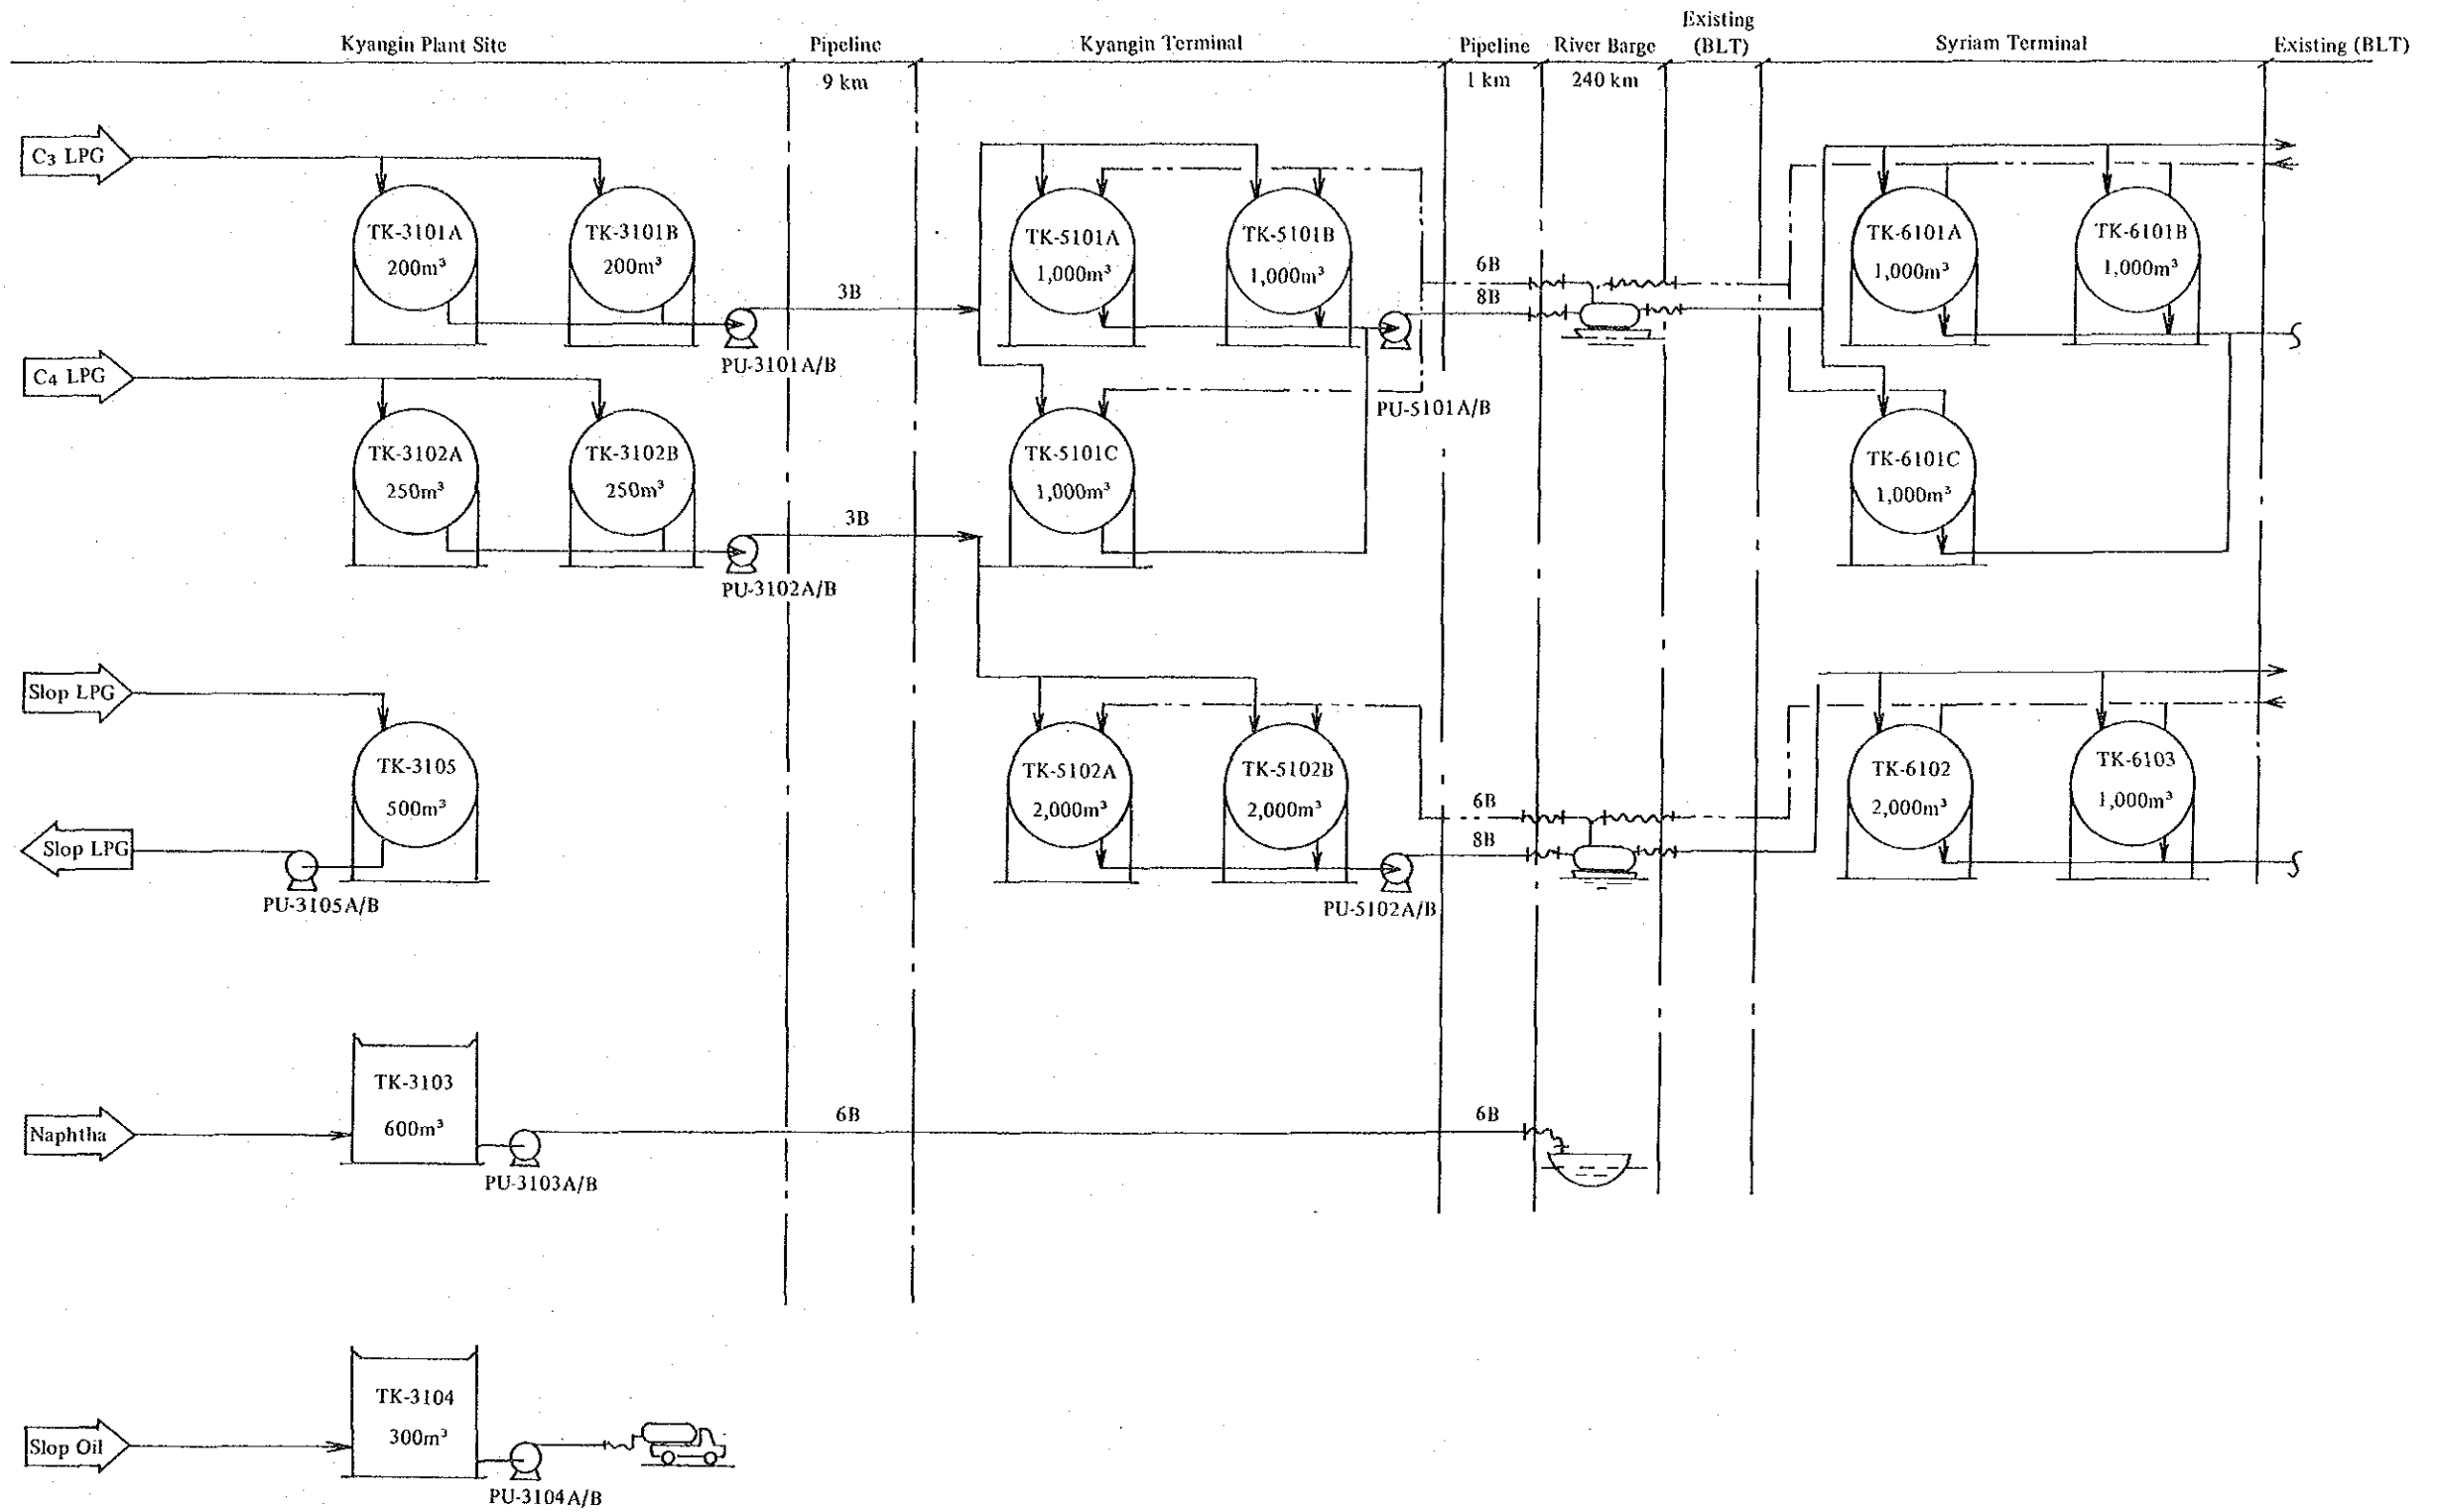 Kyangin Plant Site
Pipeline
9 km
Kyangin Terminal
Pipeline
1 km
River Barge
240 km
Existing
(BLT)
Syriam Terminal
Existing (BLT)
C₃ LPG
TK-3101A
200m³
TK-3101B
200m³
PU-3101A/B
3B
TK-5101A
1,000m³
TK-5101B
1,000m³
PU-5101A/B
6B
8B
TK-6101A
1,000m³
TK-6101B
1,000m³
C₄ LPG
TK-3102A
250m³
TK-3102B
250m³
PU-3102A/B
3B
TK-5101C
1,000m³
TK-6101C
1,000m³
Slop LPG
TK-3105
500m³
Slop LPG
PU-3105A/B
TK-5102A
2,000m³
TK-5102B
2,000m³
PU-5102A/B
6B
8B
TK-6102
2,000m³
TK-6103
1,000m³
Naphtha
TK-3103
600m³
PU-3103A/B
6B
6B
Slop Oil
TK-3104
300m³
PU-3104A/B